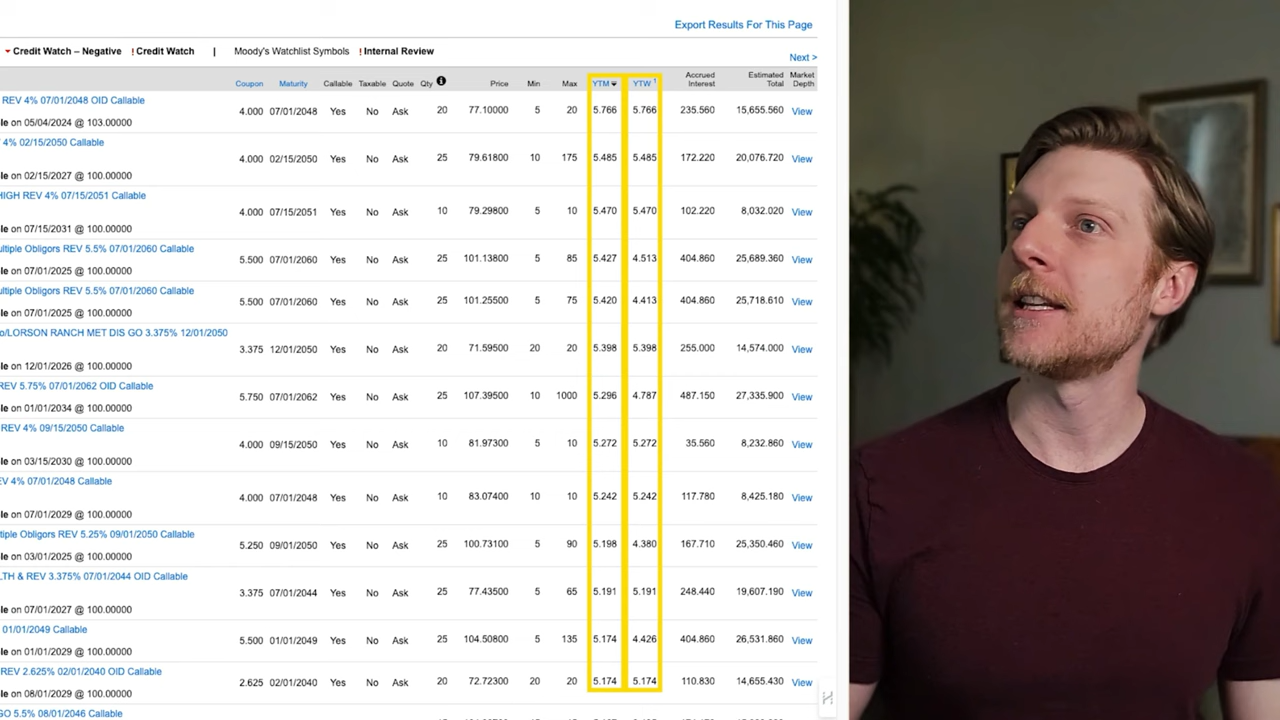 Export Results For This Page
Credit Watch – Negative ! Credit Watch | Moody's Watchlist Symbols ! Internal Review
Next >
Coupon Maturity Callable Taxable Quote Qty Price Min Max YTM YTW 1 Accrued Interest Estimated Total Market Depth
REV 4% 07/01/2048 OID Callable
4.000 07/01/2048 Yes No Ask 20 77.10000 5 20 5.766 5.766 235.560 15,655.560 View
le on 05/04/2024 @ 103.00000
4% 02/15/2050 Callable
4.000 02/15/2050 Yes No Ask 25 79.61800 10 175 5.485 5.485 172.220 20,076.720 View
le on 02/15/2027 @ 100.00000
HIGH REV 4% 07/15/2051 Callable
4.000 07/15/2051 Yes No Ask 10 79.29800 5 10 5.470 5.470 102.220 8,032.020 View
le on 07/15/2031 @ 100.00000
ultiple Obligors REV 5.5% 07/01/2060 Callable
5.500 07/01/2060 Yes No Ask 25 101.13800 5 85 5.427 4.513 404.860 25,689.360 View
le on 07/01/2025 @ 100.00000
ultiple Obligors REV 5.5% 07/01/2060 Callable
5.500 07/01/2060 Yes No Ask 25 101.25500 5 75 5.420 4.413 404.860 25,718.610 View
le on 07/01/2025 @ 100.00000
o/LORSON RANCH MET DIS GO 3.375% 12/01/2050
3.375 12/01/2050 Yes No Ask 20 71.59500 20 20 5.398 5.398 255.000 14,574.000 View
le on 12/01/2026 @ 100.00000
REV 5.75% 07/01/2062 OID Callable
5.750 07/01/2062 Yes No Ask 25 107.39500 10 1000 5.296 4.787 487.150 27,335.900 View
le on 01/01/2034 @ 100.00000
REV 4% 09/15/2050 Callable
4.000 09/15/2050 Yes No Ask 10 81.97300 5 10 5.272 5.272 35.560 8,232.860 View
le on 03/15/2030 @ 100.00000
EV 4% 07/01/2048 Callable
4.000 07/01/2048 Yes No Ask 10 83.07400 10 10 5.242 5.242 117.780 8,425.180 View
le on 07/01/2029 @ 100.00000
tiple Obligors REV 5.25% 09/01/2050 Callable
5.250 09/01/2050 Yes No Ask 25 100.73100 5 90 5.198 4.380 167.710 25,350.460 View
le on 03/01/2025 @ 100.00000
LTH & REV 3.375% 07/01/2044 OID Callable
3.375 07/01/2044 Yes No Ask 25 77.43500 5 65 5.191 5.191 248.440 19,607.190 View
le on 07/01/2027 @ 100.00000
01/01/2049 Callable
5.500 01/01/2049 Yes No Ask 25 104.50800 5 135 5.174 4.426 404.860 26,531.860 View
le on 01/01/2029 @ 100.00000
REV 2.625% 02/01/2040 OID Callable
2.625 02/01/2040 Yes No Ask 20 72.72300 20 20 5.174 5.174 110.830 14,655.430 View
le on 08/01/2029 @ 100.00000
GO 5.5% 08/01/2046 Callable